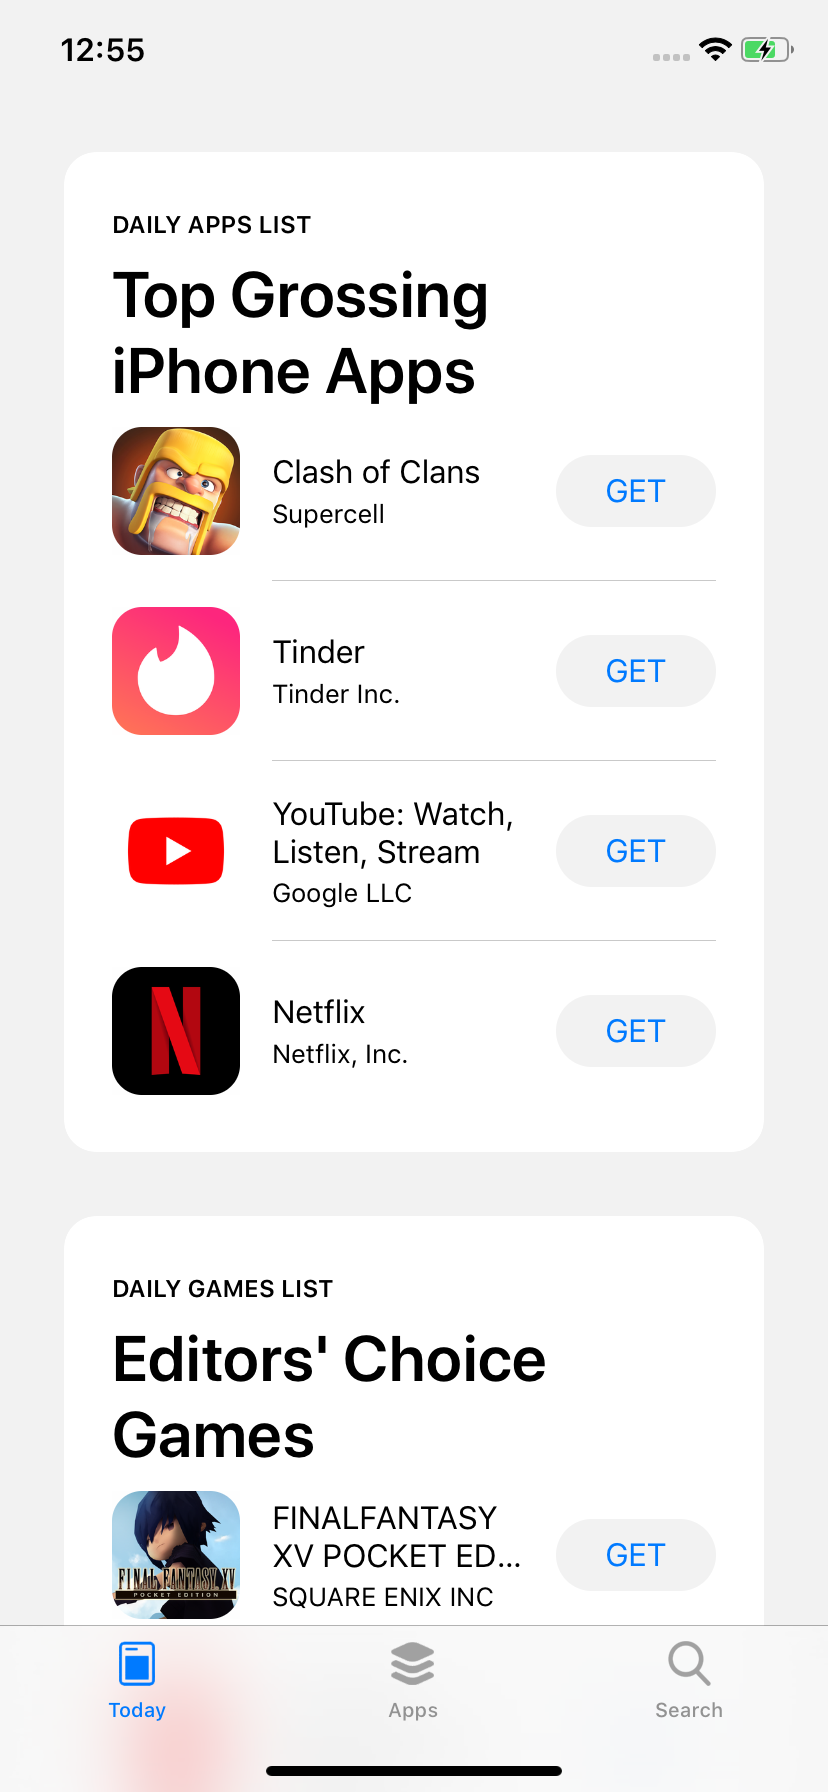 12:55
DAILY APPS LIST
Top Grossing
iPhone Apps
Clash of Clans
Supercell
GET
Tinder
Tinder Inc.
GET
YouTube: Watch,
Listen, Stream
Google LLC
GET
N
Netflix
Netflix, Inc.
GET
DAILY GAMES LIST
Editors' Choice
Games
FINAL FANTASY XV
POCKET EDITION
FINALFANTASY
XV POCKET ED...
SQUARE ENIX INC
GET
Today
Apps
Search